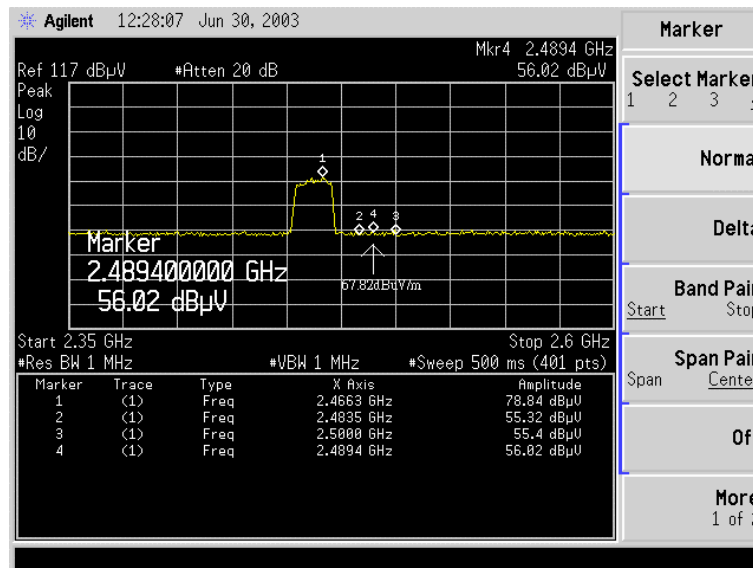 Agilent 12:28:07 Jun 30, 2003
Mkr4 2.4894 GHz
Ref 117 dBµV #Atten 20 dB 56.02 dBµV
Peak
Log
10
dB/
1
2 4 3
Marker
2.489400000 GHz
56.02 dBµV
67.82dBuV/m
Start 2.35 GHz Stop 2.6 GHz
#Res BW 1 MHz #VBW 1 MHz #Sweep 500 ms (401 pts)
Marker Trace Type X Axis Amplitude
1 (1) Freq 2.4663 GHz 78.84 dBµV
2 (1) Freq 2.4835 GHz 55.32 dBµV
3 (1) Freq 2.5000 GHz 55.4 dBµV
4 (1) Freq 2.4894 GHz 56.02 dBµV
Marker
Select Marker
1 2 3
Norma
Delta
Band Pair
Start Stop
Span Pair
Span Cente
Of
More
1 of